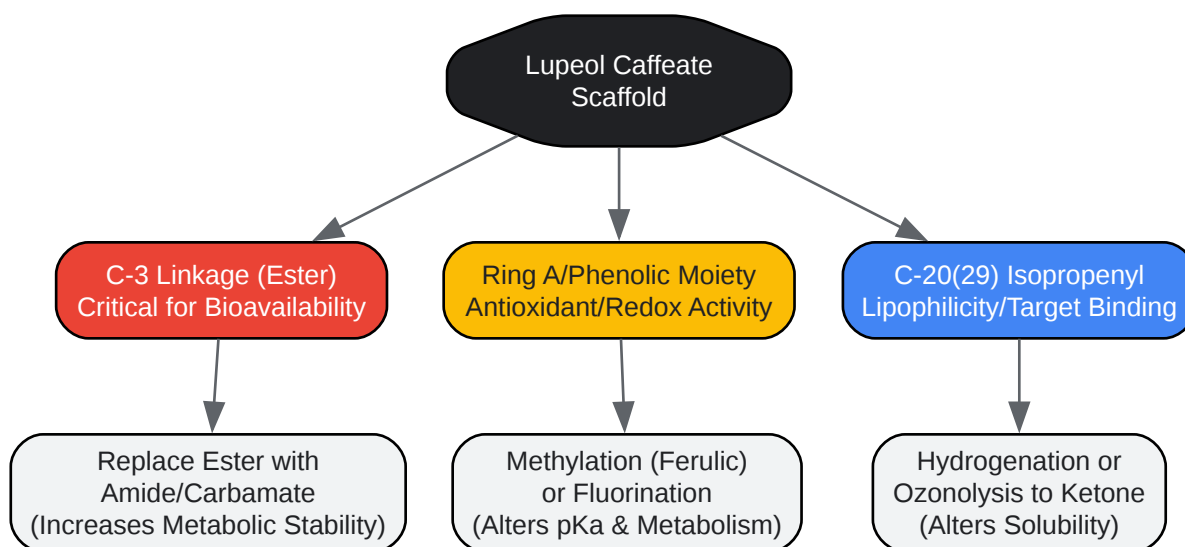 Lupeol Caffeate
Scaffold
C-3 Linkage (Ester)
Critical for Bioavailability
Ring A/Phenolic Moiety
Antioxidant/Redox Activity
C-20(29) Isopropenyl
Lipophilicity/Target Binding
Replace Ester with
Amide/Carbamate
(Increases Metabolic Stability)
Methylation (Ferulic)
or Fluorination
(Alters pKa & Metabolism)
Hydrogenation or
Ozonolysis to Ketone
(Alters Solubility)